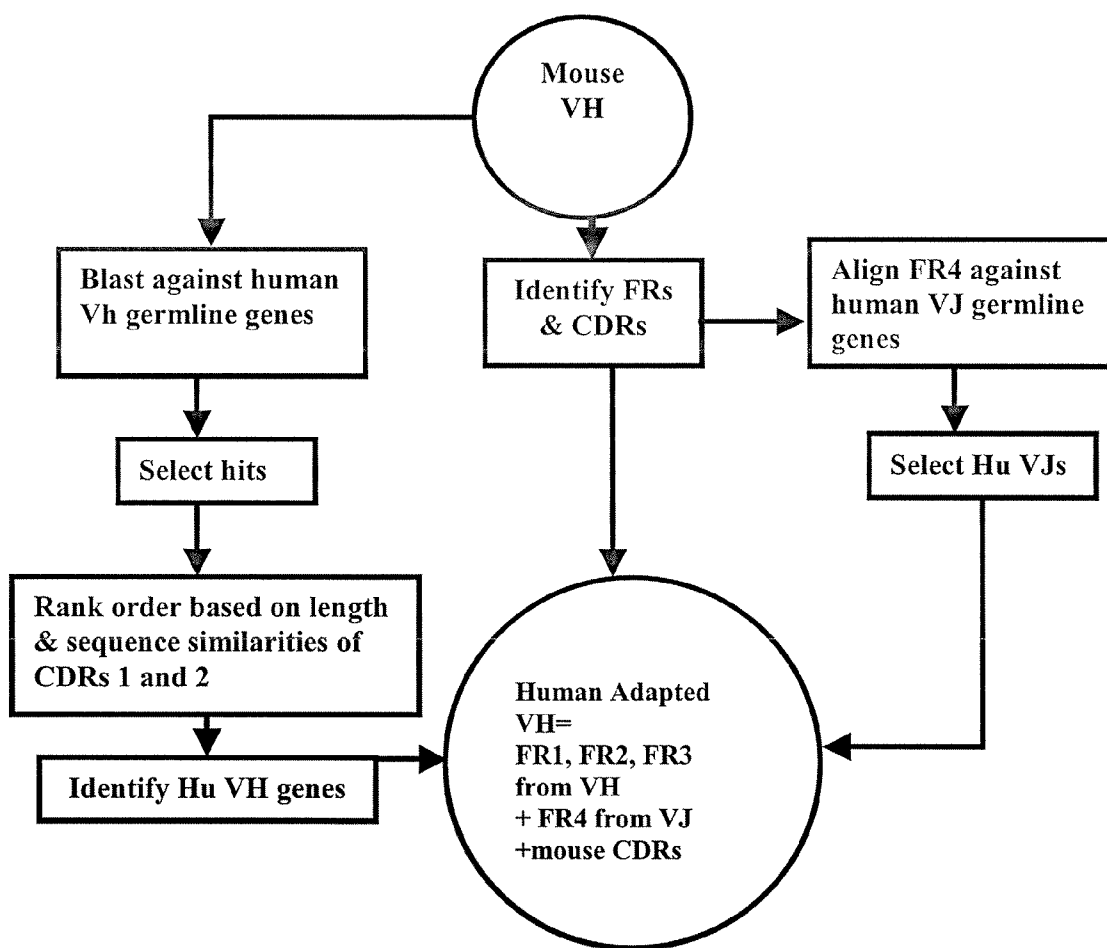 Mouse
VH
Blast against human
Vh germline genes
Identify FRs
& CDRs
Align FR4 against
human VJ germline
genes
Select hits
Select Hu VJs
Rank order based on length
& sequence similarities of
CDRs 1 and 2
Identify Hu VH genes
Human Adapted
VH=
FR1, FR2, FR3
from VH
+ FR4 from VJ
+mouse CDRs